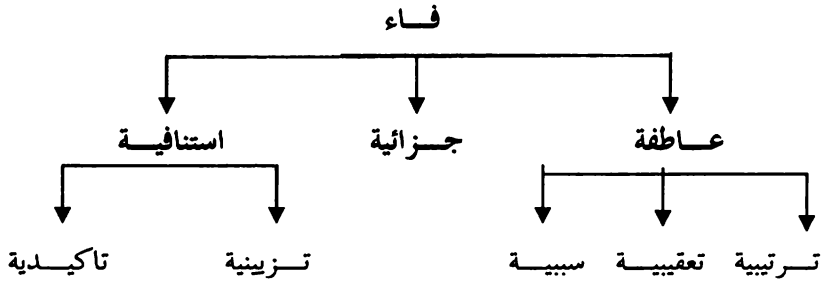 فاء
عاطفة جزائية استنافية
ترتيبية تعقيبية سببية تزيينية تاكيدية